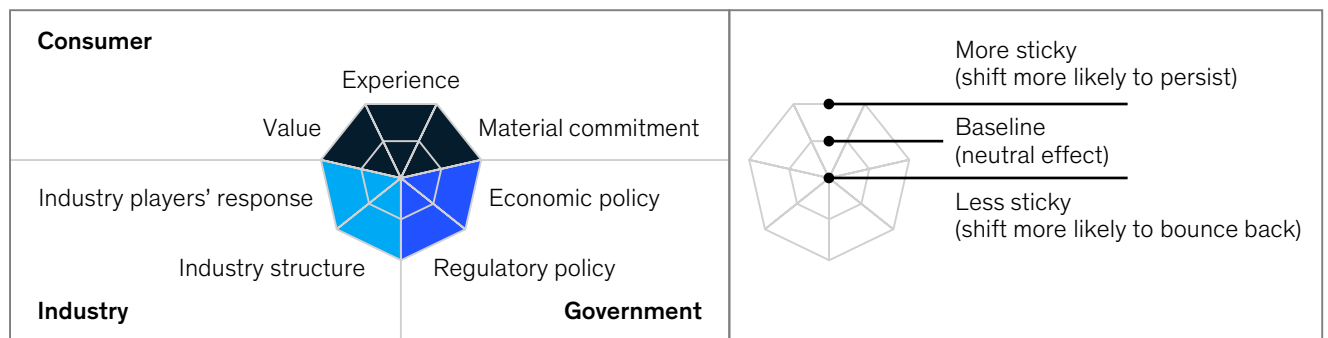 Consumer
Experience
Value
Material commitment
Industry players’ response
Economic policy
Industry structure
Regulatory policy
Industry
Government
More sticky
(shift more likely to persist)
Baseline
(neutral effect)
Less sticky
(shift more likely to bounce back)